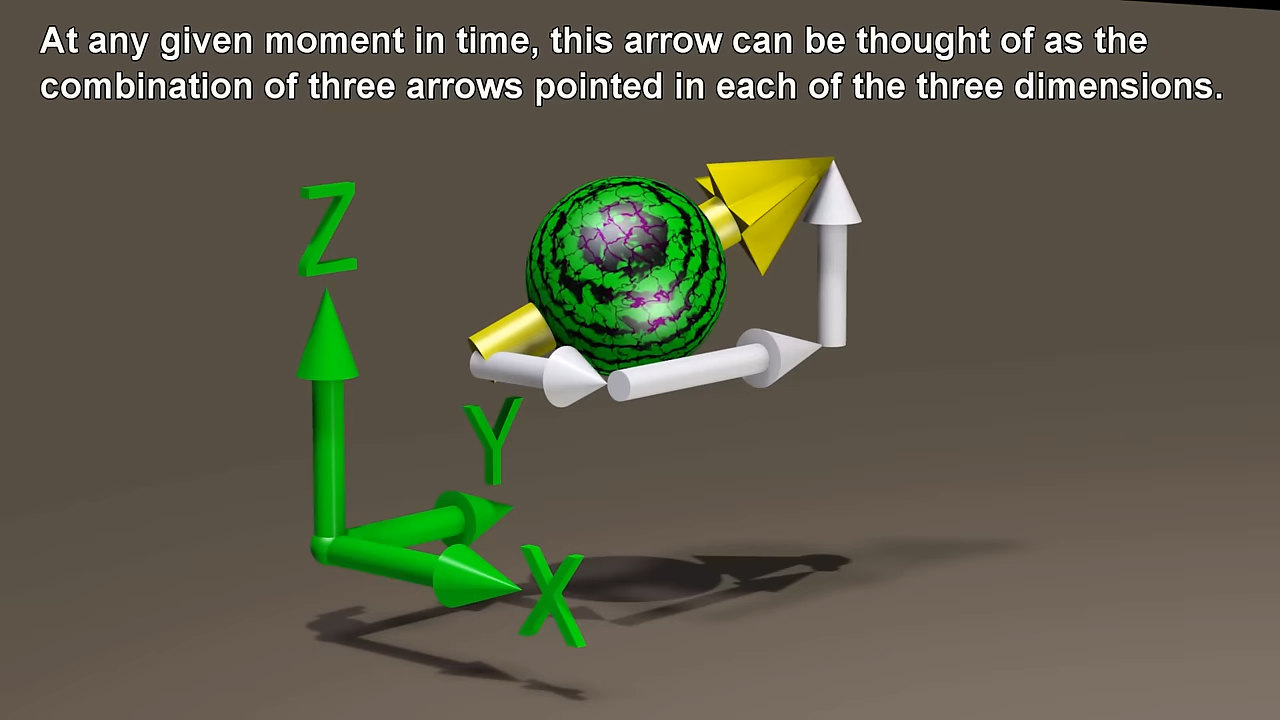 At any given moment in time, this arrow can be thought of as the
combination of three arrows pointed in each of the three dimensions.
Z
Y
X